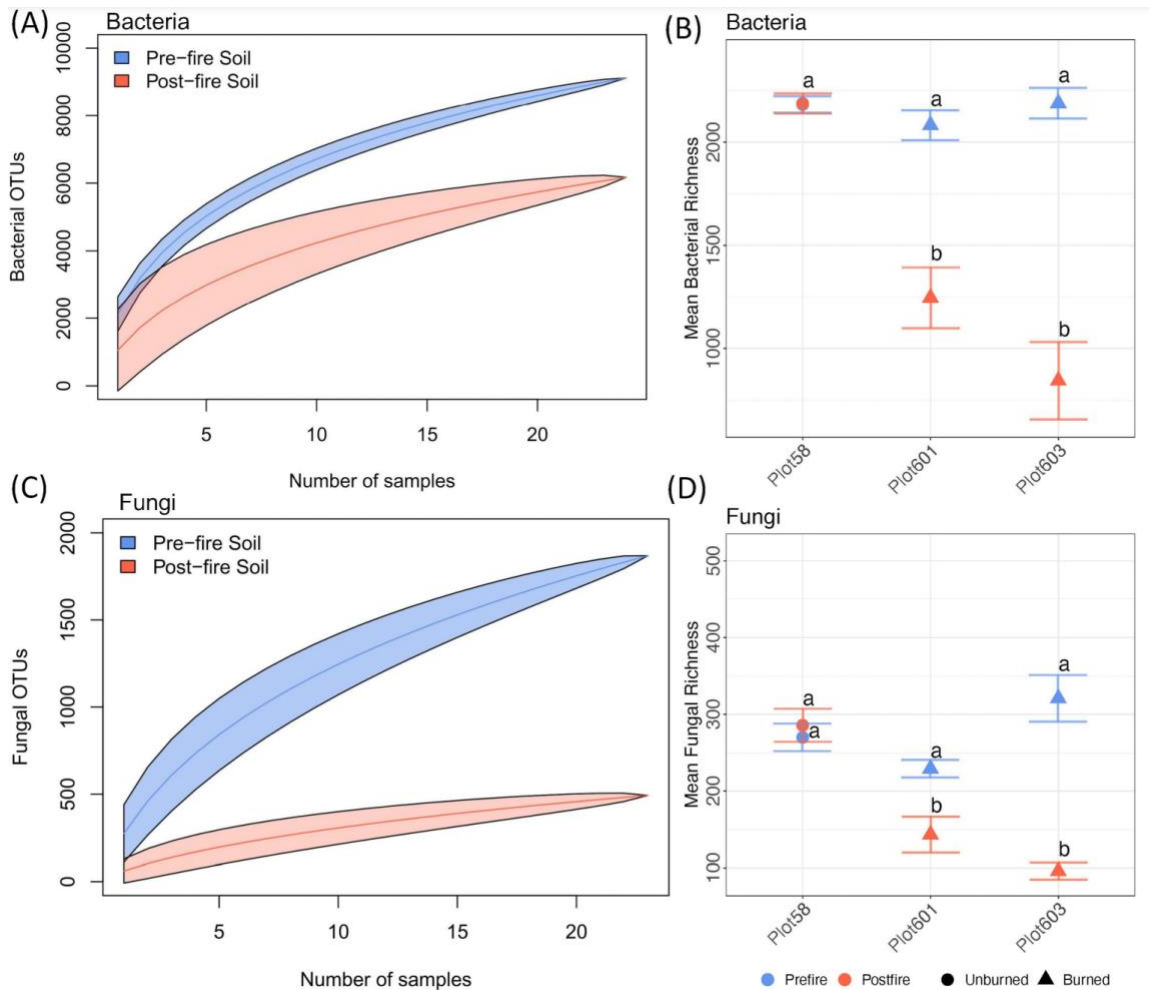 (A)
Bacteria
Pre−fire Soil
Post−fire Soil
Bacterial OTUs
0
2000
4000
6000
8000
10000
5
10
15
20
Number of samples
(B)
Bacteria
Mean Bacterial Richness
1000
1500
2000
a
a
a
b
b
Plot58
Plot601
Plot603
(C)
Fungi
Pre−fire Soil
Post−fire Soil
Fungal OTUs
0
500
1000
1500
2000
5
10
15
20
Number of samples
(D)
Fungi
Mean Fungal Richness
100
200
300
400
500
a
a
a
a
b
b
Plot58
Plot601
Plot603
Prefire Postfire Unburned Burned